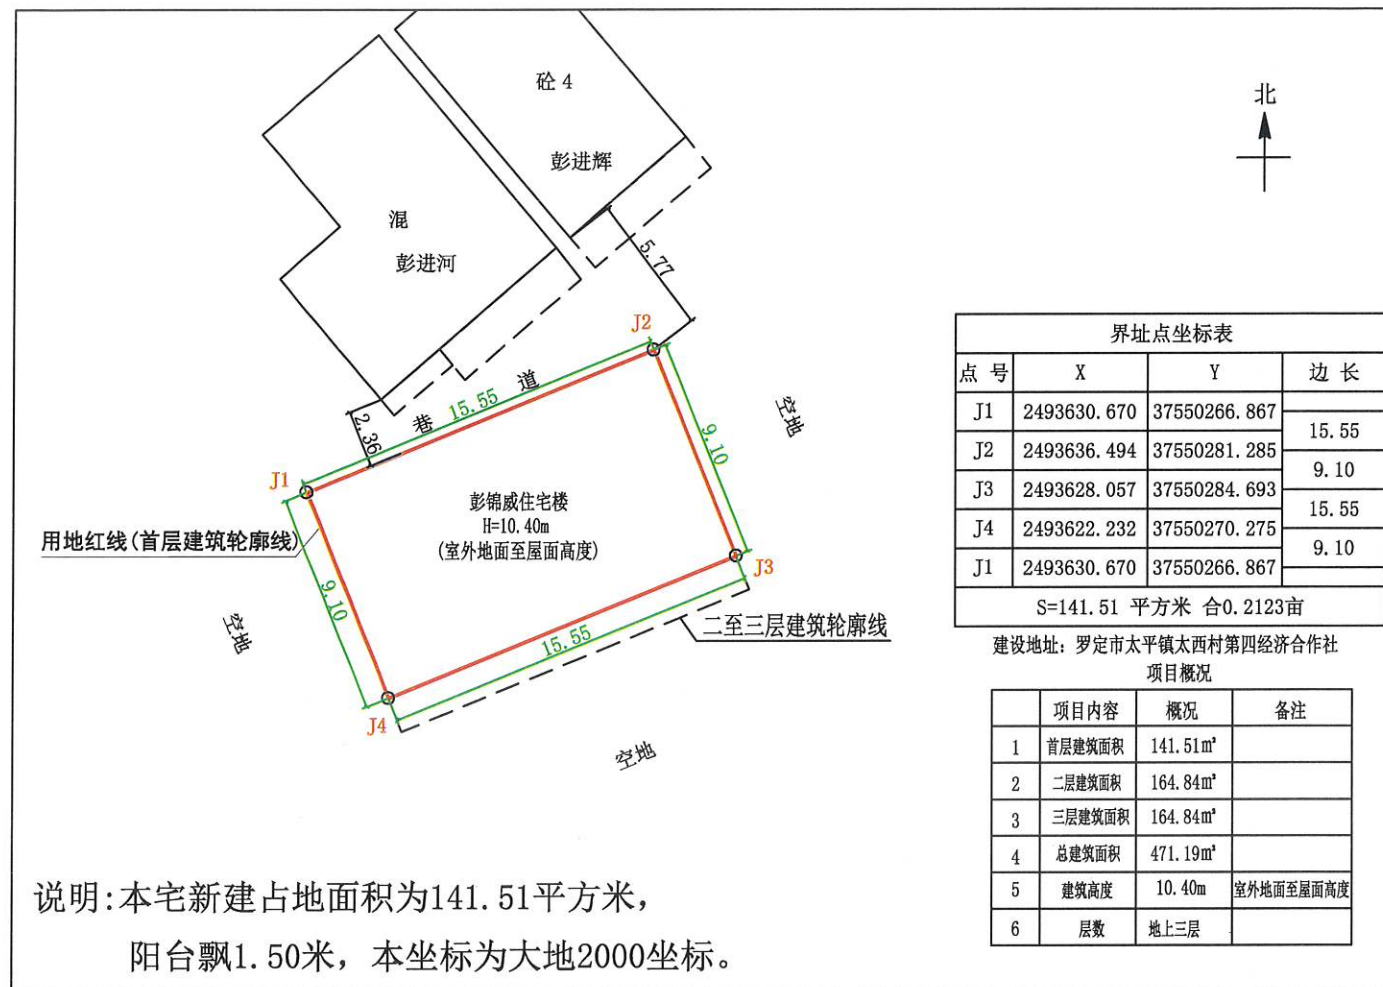 砼 4
彭进辉
北
混
彭进河
5.77
J2
道
15.55
巷
2.36
J1
9.10
空地
彭锦威住宅楼
H=10.40m
(室外地面至屋面高度)
用地红线(首层建筑轮廓线)
J3
9.10
空地
15.55
二至三层建筑轮廓线
J4
空地
界址点坐标表
点 号 X Y 边 长
J1 2493630.670 37550266.867
15.55
J2 2493636.494 37550281.285
9.10
J3 2493628.057 37550284.693
15.55
J4 2493622.232 37550270.275
9.10
J1 2493630.670 37550266.867
S=141.51 平方米 合0.2123亩
建设地址: 罗定市太平镇太西村第四经济合作社
项目概况
项目内容 概况 备注
1 首层建筑面积 141.51m²
2 二层建筑面积 164.84m²
3 三层建筑面积 164.84m²
4 总建筑面积 471.19m²
5 建筑高度 10.40m 室外地面至屋面高度
6 层数 地上三层
说明:本宅新建占地面积为141.51平方米，
阳台飘1.50米，本坐标为大地2000坐标。